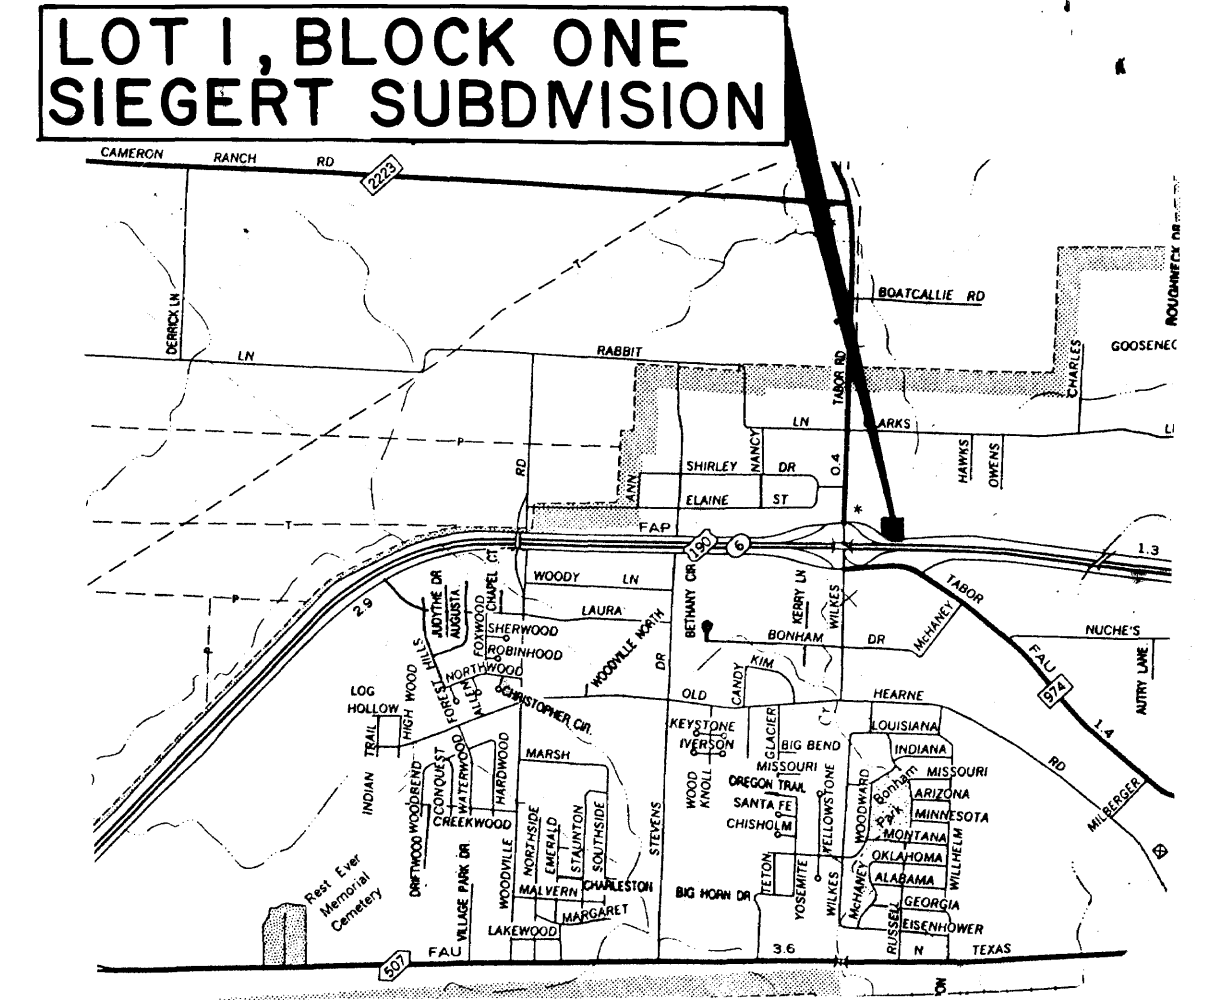 LOT 1, BLOCK ONE
SIEGERT SUBDIVISION
CAMERON RANCH RD
2223
DERRICK LN
LN
RABBIT
T
BOATCALLIE RD
ROUGHNECK DR
GOOSENEC
CHARLES
TABOR RD
LN
ARKS
P
RD
NANCY
SHIRLEY DR
0.4
HAWKS
OWENS
ANN
ELAINE ST
*
T
FAP
190
6
1.3
2.9
P
P
JUDYTHE DR
AUGUSTA
CHAPEL CT
WOODY LN
BETHANY CIR
KERRY LN
WILKES
TABOR
McHANEY
LAURA
FOXWOOD
SHERWOOD
ROBINHOOD
WOODVILLE NORTH
BONHAM DR
NUCHE'S
FAU
974
AUTRY LANE
1.4
FOREST HILLS
NORTHWOOD
ALLEM
CHRISTOPHER CIR.
DR
KIM
CANDY
OLD
HEARNE
RD
LOG
HOLLOW
HIGH WOOD
INDIAN TRAIL
KEYSTONE
IVERSON
GLACIER
CT
BIG BEND
LOUISIANA
INDIANA
MARSH
HARDWOOD
WATERWOOD
CONQUEST
DRIFTWOOD
WOODBEND
CREEKWOOD
WOOD
KNOLL
MISSOURI
OREGON TRAIL
SANTA FE
CHISHOLM
YELLOWSTONE
WOODWARD
Bonham
Park
MISSOURI
ARIZONA
MINNESOTA
MONTANA
OKLAHOMA
ALABAMA
GEORGIA
EISENHOWER
WILHELM
MILBERGER
NORTHSIDE
EMERALD
STAUNTON
SOUTHSIDE
STEVENS
TETON
YOSEMITE
WILKES
McHANEY
RUSSELL
BIG HORN DR
Rest Ever
Memorial
Cemetery
VILLAGE PARK DR
WOODVILLE
MALVERN
CHARLESTON
MARGARET
LAKEWOOD
FAU
507
3.6
N TEXAS